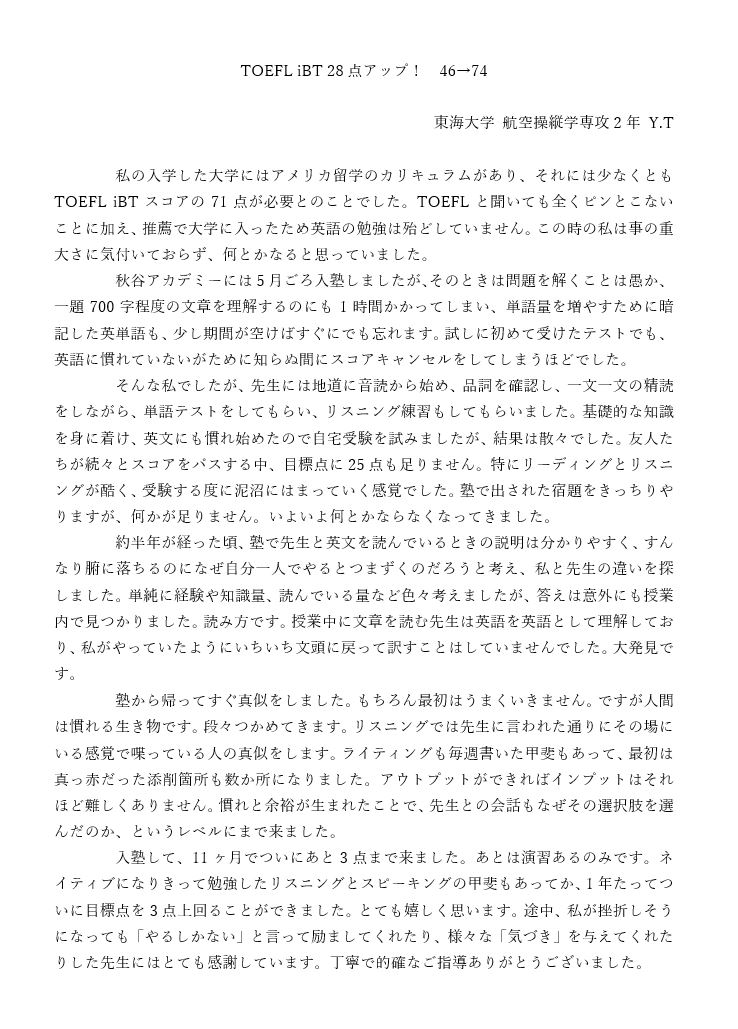 TOEFL iBT 28 点アップ！　46→74
東海大学 航空操縦学専攻 2 年 Y.T
私の入学した大学にはアメリカ留学のカリキュラムがあり、それには少なくとも
TOEFL iBT スコアの 71 点が必要とのことでした。TOEFL と聞いても全くピンとこない
ことに加え、推薦で大学に入ったため英語の勉強は殆どしていません。この時の私は事の重
大さに気付いておらず、何とかなると思っていました。
秋谷アカデミーには 5 月ごろ入塾しましたが、そのときは問題を解くことは愚か、
一題 700 字程度の文章を理解するのにも 1 時間かかってしまい、単語量を増やすために暗
記した英単語も、少し期間が空けばすぐにでも忘れます。試しに初めて受けたテストでも、
英語に慣れていないがために知らぬ間にスコアキャンセルをしてしまうほどでした。
そんな私でしたが、先生には地道に音読から始め、品詞を確認し、一文一文の精読
をしながら、単語テストをしてもらい、リスニング練習もしてもらいました。基礎的な知識
を身に着け、英文にも慣れ始めたので自宅受験を試みましたが、結果は散々でした。友人た
ちが続々とスコアをパスする中、目標点に 25 点も足りません。特にリーディングとリスニ
ングが酷く、受験する度に泥沼にはまっていく感覚でした。塾で出された宿題をきっちりや
りますが、何かが足りません。いよいよ何とかならなくなってきました。
約半年が経った頃、塾で先生と英文を読んでいるときの説明は分かりやすく、すん
なり腑に落ちるのになぜ自分一人でやるとつまずくのだろうと考え、私と先生の違いを探
しました。単純に経験や知識量、読んでいる量など色々考えましたが、答えは意外にも授業
内で見つかりました。読み方です。授業中に文章を読む先生は英語を英語として理解してお
り、私がやっていたようにいちいち文頭に戻って訳すことはしていませんでした。大発見で
す。
塾から帰ってすぐ真似をしました。もちろん最初はうまくいきません。ですが人間
は慣れる生き物です。段々つかめてきます。リスニングでは先生に言われた通りにその場に
いる感覚で喋っている人の真似をします。ライティングも毎週書いた甲斐もあって、最初は
真っ赤だった添削箇所も数か所になりました。アウトプットができればインプットはそれ
ほど難しくありません。慣れと余裕が生まれたことで、先生との会話もなぜその選択肢を選
んだのか、というレベルにまで来ました。
入塾して、11 ヶ月でついにあと 3 点まで来ました。あとは演習あるのみです。ネ
イティブになりきって勉強したリスニングとスピーキングの甲斐もあってか、1 年たってつ
いに目標点を 3 点上回ることができました。とても嬉しく思います。途中、私が挫折しそう
になっても「やるしかない」と言って励ましてくれたり、様々な「気づき」を与えてくれた
りした先生にはとても感謝しています。丁寧で的確なご指導ありがとうございました。